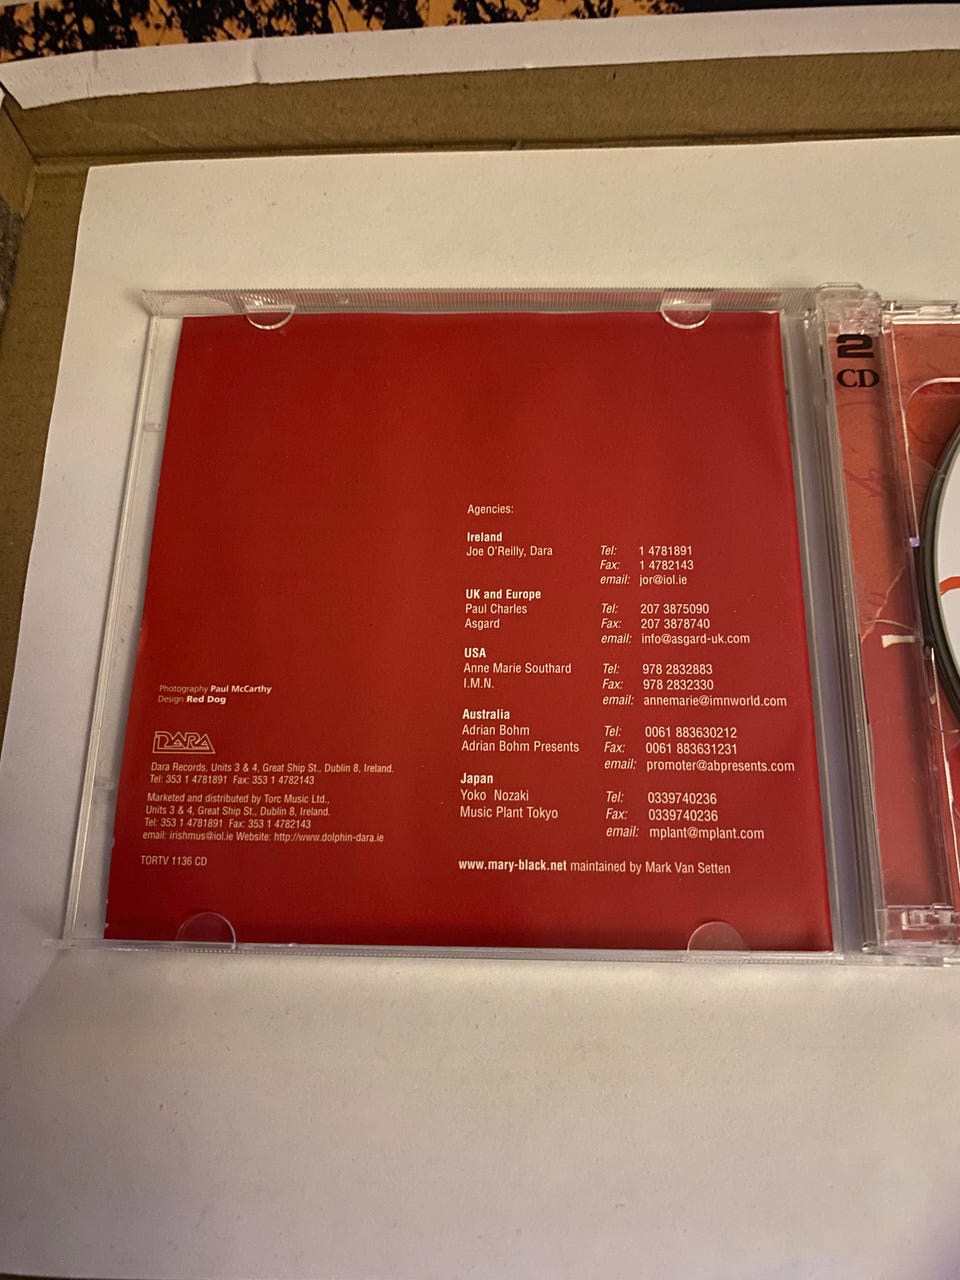 Agencies:
Ireland
Joe O'Reilly, Dara Tel: 1 4781891
Fax: 1 4782143
email: jor@iol.ie
UK and Europe
Paul Charles Tel: 207 3875090
Asgard Fax: 207 3878740
email: info@asgard-uk.com
USA
Anne Marie Southard Tel: 978 2832883
I.M.N. Fax: 978 2832330
email: annemarie@imnworld.com
Australia
Adrian Bohm Tel: 0061 883630212
Adrian Bohm Presents Fax: 0061 883631231
email: promoter@abpresents.com
Japan
Yoko Nozaki Tel: 0339740236
Music Plant Tokyo Fax: 0339740236
email: mplant@mplant.com
www.mary-black.net maintained by Mark Van Setten
Photography Paul McCarthy
Design Red Dog
DARA
Dara Records, Units 3 & 4, Great Ship St., Dublin 8, Ireland.
Tel: 353 1 4781891 Fax: 353 1 4782143
Marketed and distributed by Torc Music Ltd.,
Units 3 & 4, Great Ship St., Dublin 8, Ireland.
Tel: 353 1 4781891 Fax: 353 1 4782143
email: irishmus@iol.ie Website: http://www.dolphin-dara.ie
TORTV 1136 CD
2
CD